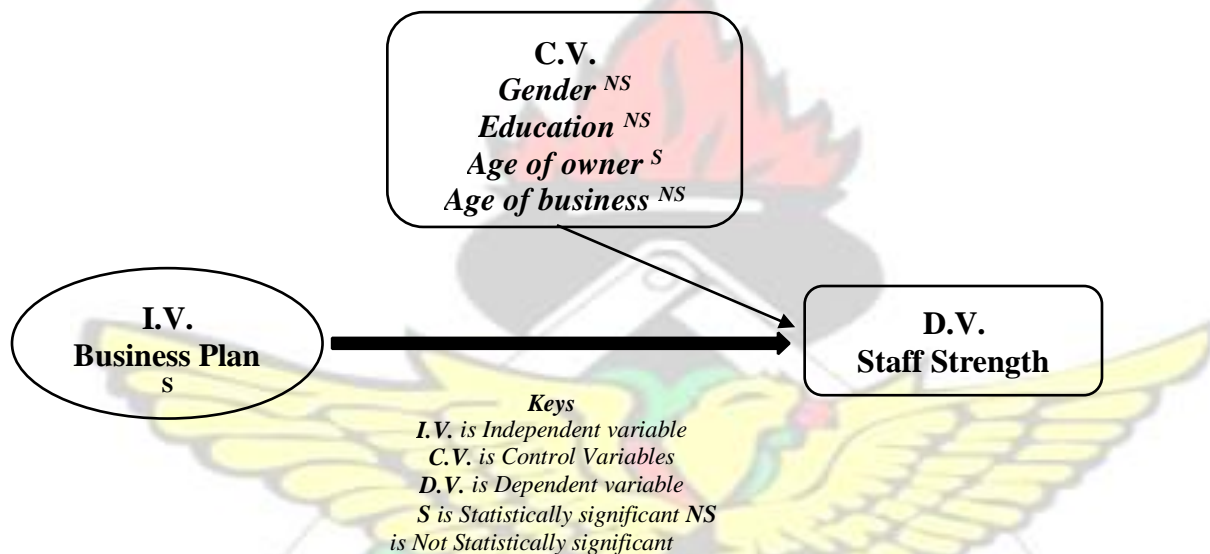 C.V.
Gender NS
Education NS
Age of owner S
Age of business NS
I.V.
Business Plan
S
D.V.
Staff Strength
Keys
I.V. is Independent variable
C.V. is Control Variables
D.V. is Dependent variable
S is Statistically significant NS
is Not Statistically significant